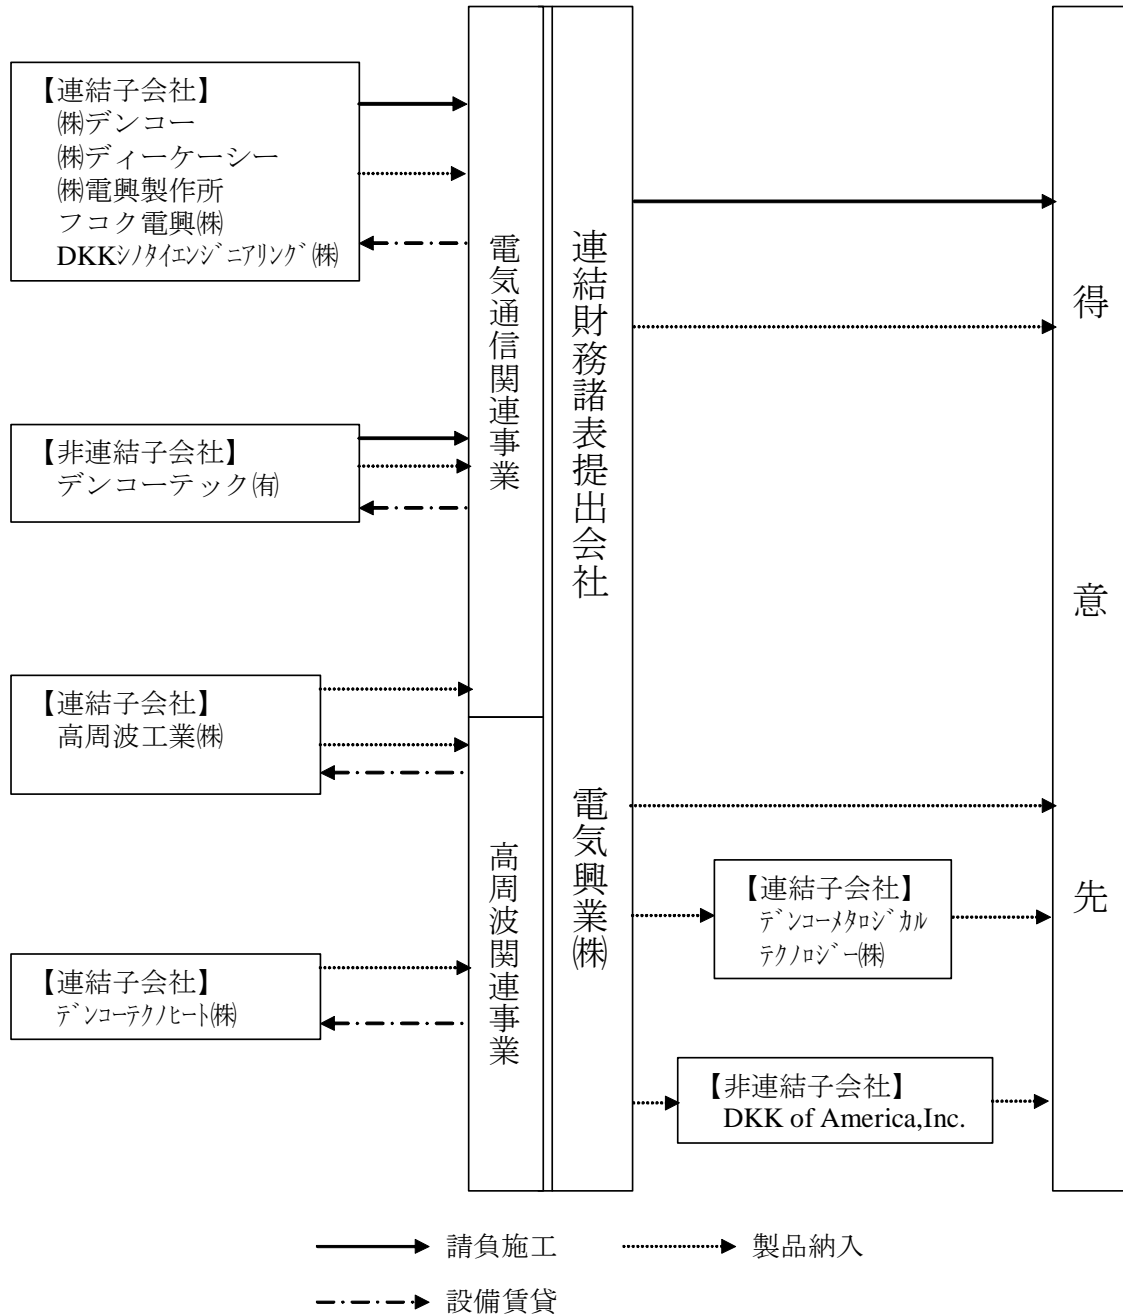 【連結子会社】
㈱デンコー
㈱ディーケーシー
㈱電興製作所
フコク電興㈱
DKKｼﾉﾀｲｴﾝｼﾞﾆｱﾘﾝｸﾞ㈱
【非連結子会社】
デンコーテック㈲
【連結子会社】
高周波工業㈱
【連結子会社】
ﾃﾞﾝｺｰﾃｸﾉﾋｰﾄ㈱
電気通信関連事業
高周波関連事業
連結財務諸表提出会社
電気興業㈱
【連結子会社】
ﾃﾞﾝｺｰﾒﾀﾛｼﾞｶﾙ
ﾃｸﾉﾛｼﾞｰ㈱
【非連結子会社】
DKK of America,Inc.
得意先
請負施工
製品納入
設備賃貸